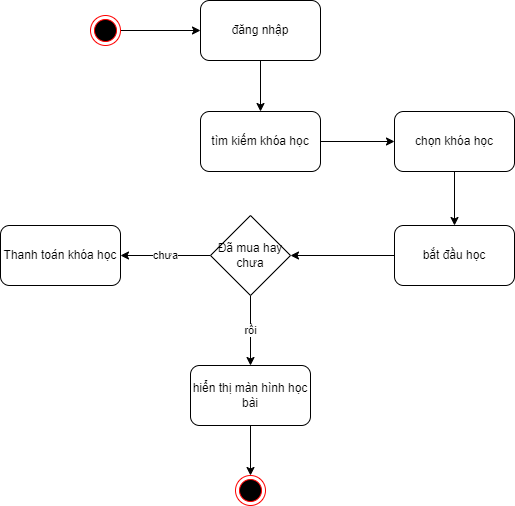 đăng nhập
tìm kiếm khóa học
chọn khóa học
Thanh toán khóa học
chưa
Đã mua hay
chưa
bắt đầu học
rồi
hiển thị màn hình học
bài